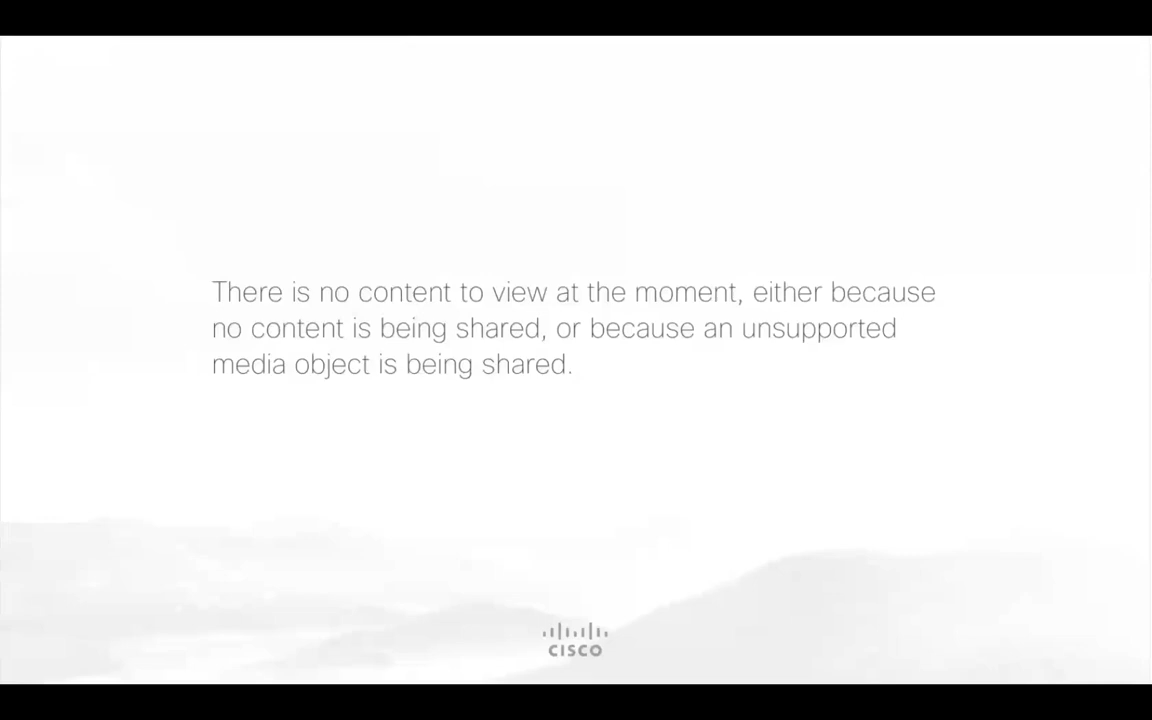 There is no content to view at the moment, either because
no content is being shared, or because an unsupported
media object is being shared.
CISCO